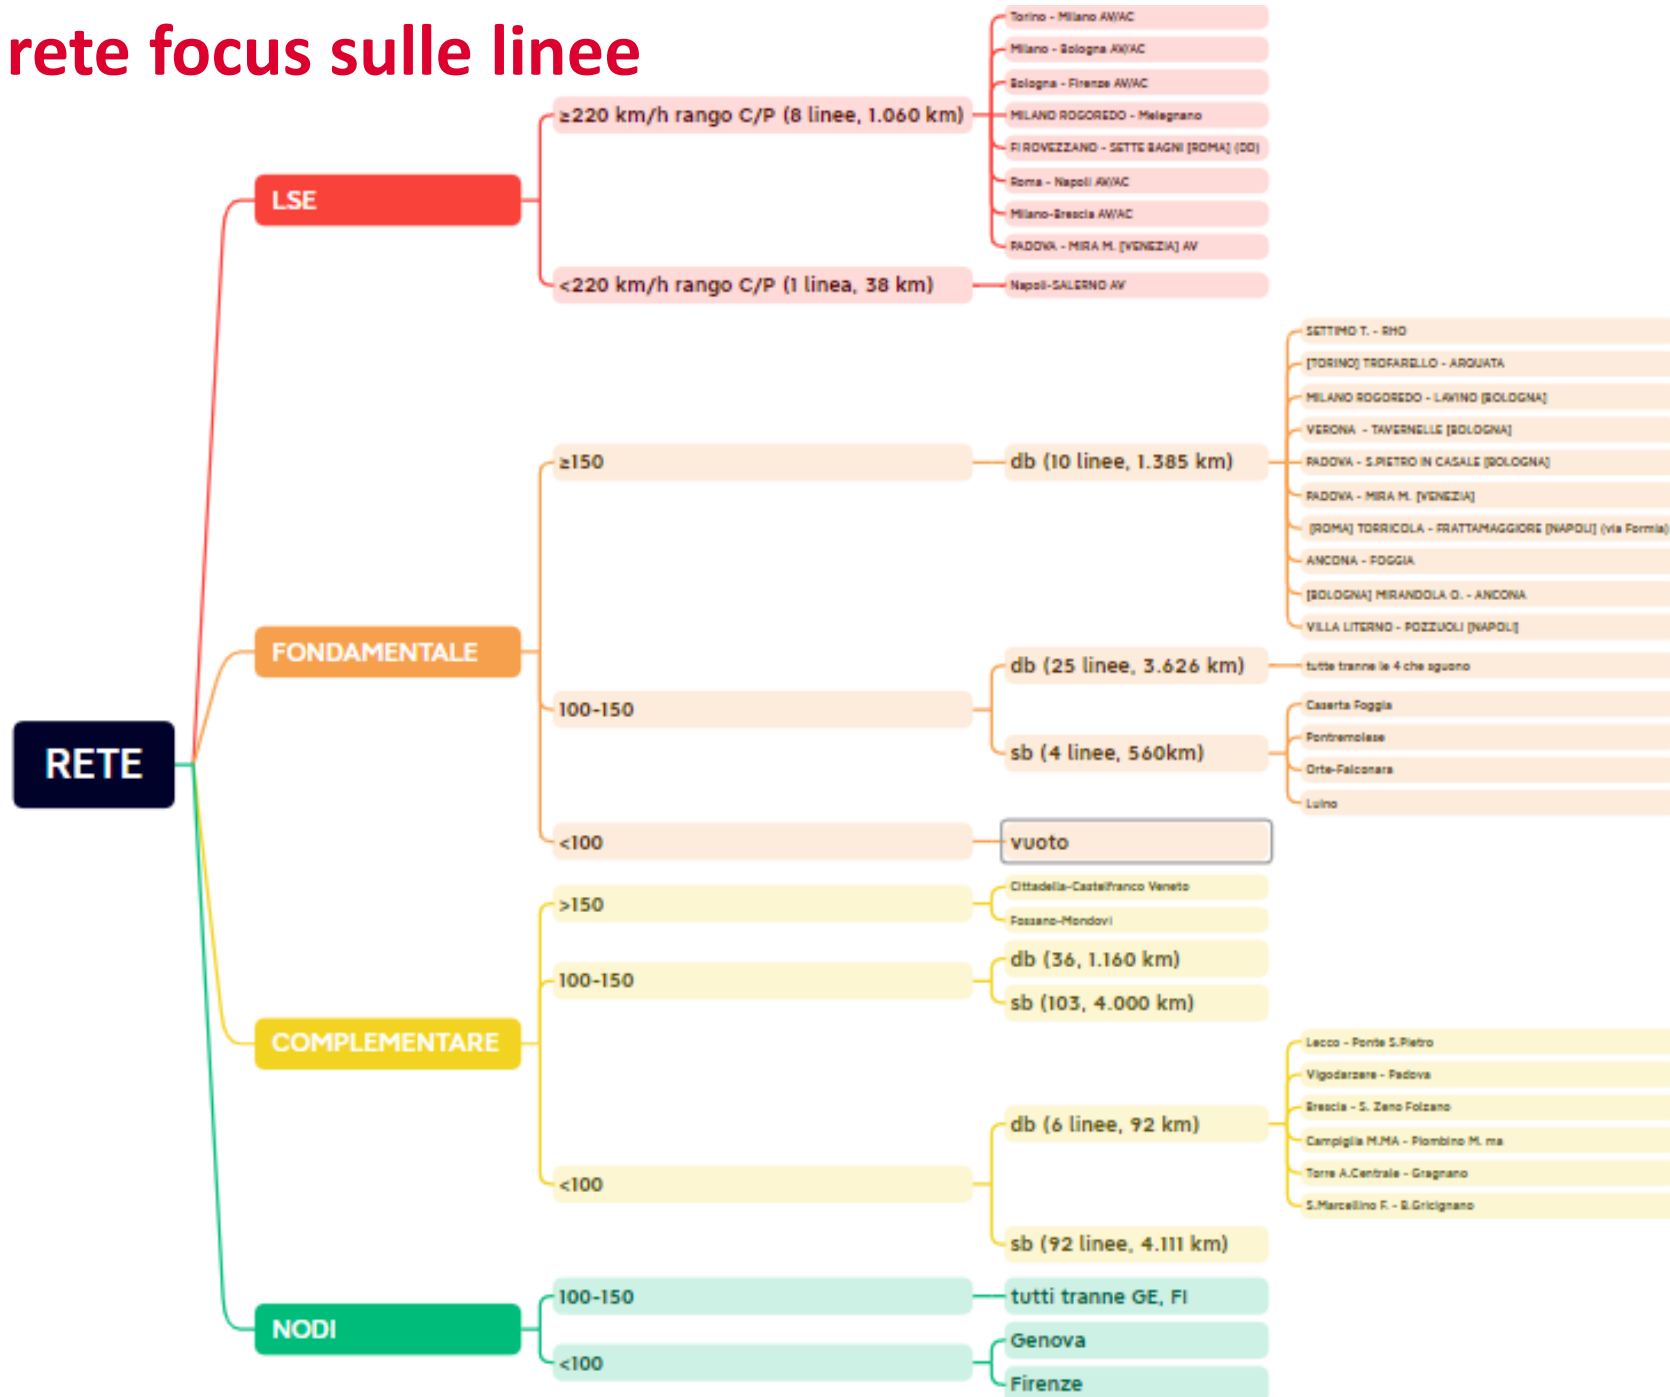 rete focus sulle linee
RETE
LSE
≥220 km/h rango C/P (8 linee, 1.060 km)
Torino - Milano AV/AC
Milano - Bologna AV/AC
Bologna - Firenze AV/AC
MILANO ROGOREDO - Melegnano
FI ROVEZZANO - SETTE BAGNI [ROMA] (DD)
Roma - Napoli AV/AC
Milano-Brescia AV/AC
PADOVA - MIRA M. [VENEZIA] AV
<220 km/h rango C/P (1 linea, 38 km)
Napoli-SALERNO AV
FONDAMENTALE
≥150
db (10 linee, 1.385 km)
SETTIMO T. - RHO
[TORINO] TROFARELLO - ARQUATA
MILANO ROGOREDO - LAVINO [BOLOGNA]
VERONA - TAVERNELLE [BOLOGNA]
PADOVA - S.PIETRO IN CASALE [BOLOGNA]
PADOVA - MIRA M. [VENEZIA]
[ROMA] TORRICOLA - FRATTAMAGGIORE [NAPOLI] (via Formia)
ANCONA - FOGGIA
[BOLOGNA] MIRANDOLA O. - ANCONA
VILLA LITERNO - POZZUOLI [NAPOLI]
100-150
db (25 linee, 3.626 km)
tutte tranne le 4 che sguono
sb (4 linee, 560km)
Caserta Foggia
Pontremolese
Orte-Falconara
Luino
<100
vuoto
COMPLEMENTARE
>150
Cittadella-Castelfranco Veneto
Fossano-Mondovi
100-150
db (36, 1.160 km)
sb (103, 4.000 km)
<100
db (6 linee, 92 km)
Lecco - Ponte S.Pietro
Vigodarzere - Padova
Brescia - S. Zeno Folzano
Campiglia M.MA - Piombino M. ma
Torre A.Centrale - Gragnano
S.Marcellino F. - B.Gricignano
sb (92 linee, 4.111 km)
NODI
100-150
tutti tranne GE, FI
<100
Genova
Firenze